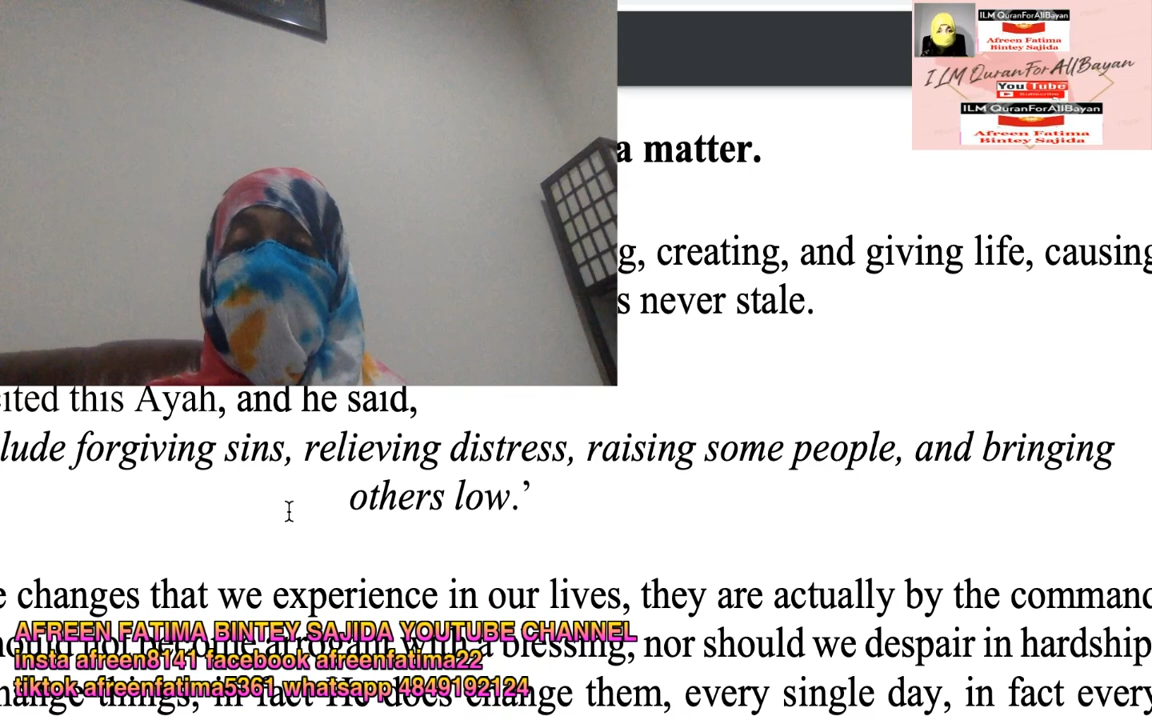 ILM QuranForAllBayan
Afreen Fatima
Bintey Sajida
ILM QuranForAllBayan
YouTube
ILM QuranForAllBayan
Afreen Fatima
Bintey Sajida
a matter.
g, creating, and giving life, causing
s never stale.
cited this Ayah, and he said,
lude forgiving sins, relieving distress, raising some people, and bringing
others low.’
e changes that we experience in our lives, they are actually by the command
AFREEN FATIMA BINTEY SAJIDA YOUTUBE CHANNEL
blessing, nor should we despair in hardship
insta afreen8141 facebook afreenfatima22
tiktok afreenfatima5361 whatsapp 4849192124
change them, every single day, in fact every